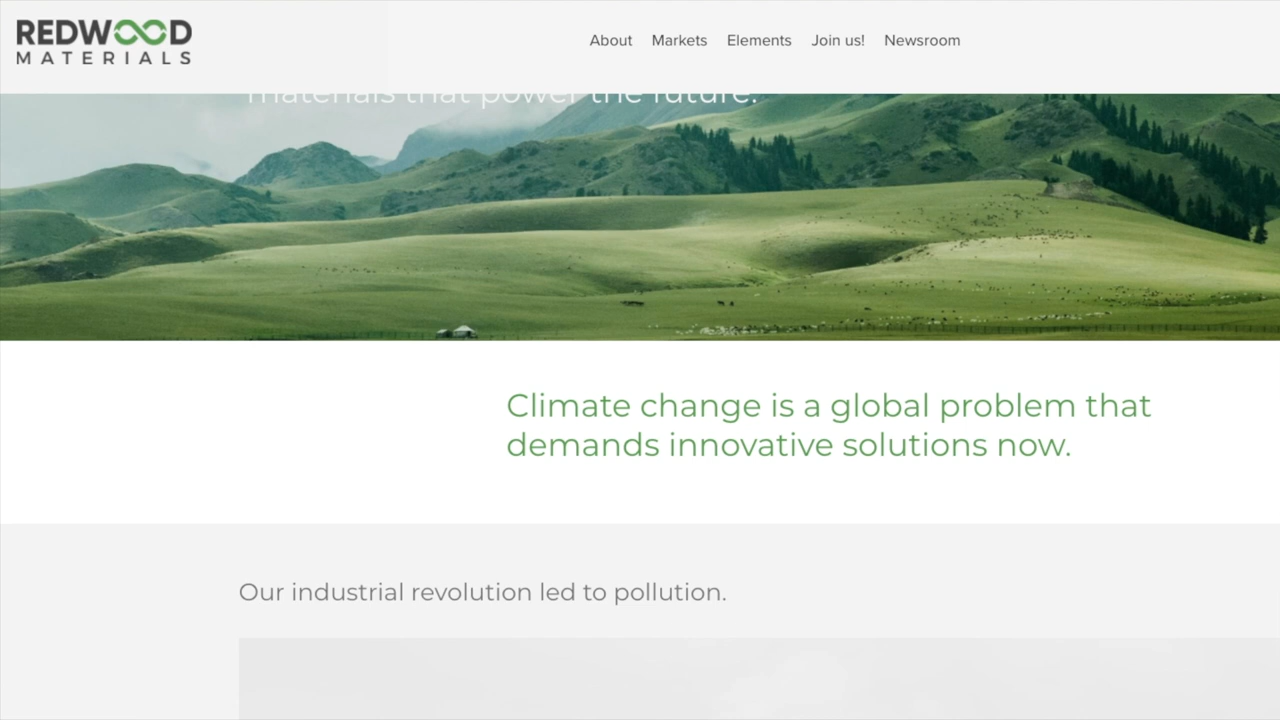 REDWOOD
MATERIALS
About Markets Elements Join us! Newsroom
materials that power the future.
Climate change is a global problem that
demands innovative solutions now.
Our industrial revolution led to pollution.